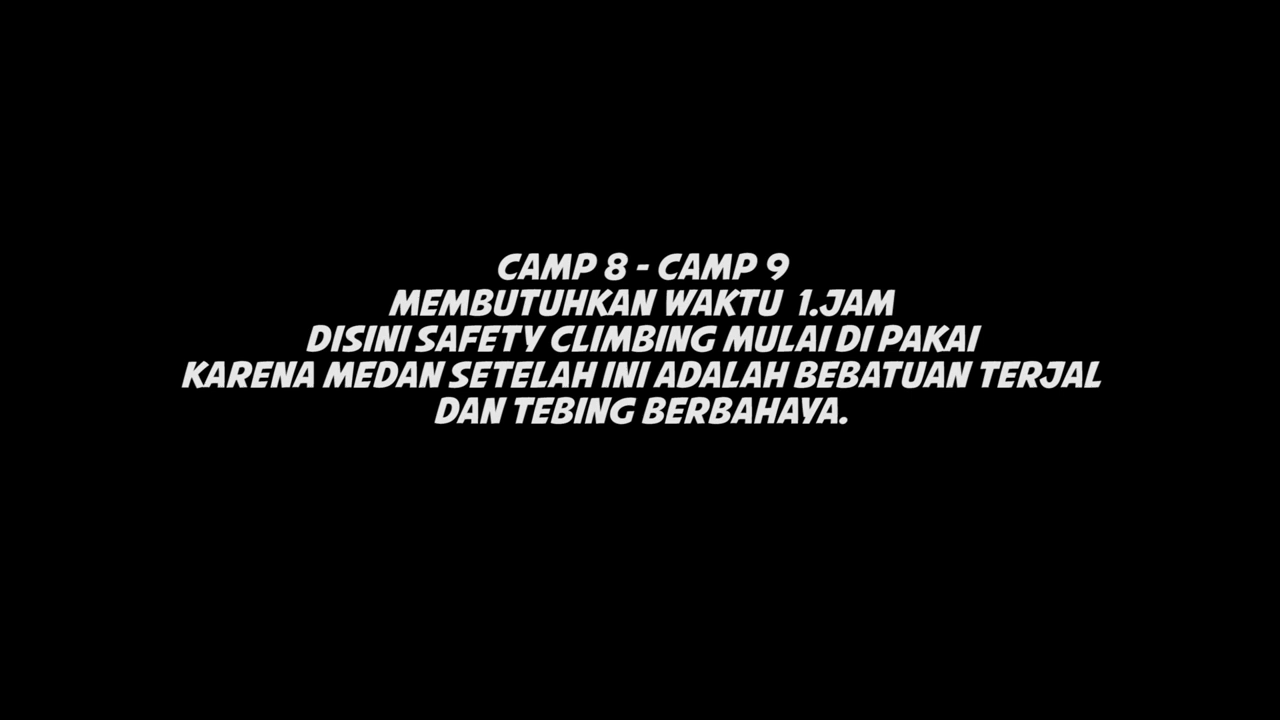 CAMP 8 - CAMP 9
MEMBUTUHKAN WAKTU 1.JAM
DISINI SAFETY CLIMBING MULAI DI PAKAI
KARENA MEDAN SETELAH INI ADALAH BEBATUAN TERJAL
DAN TEBING BERBAHAYA.